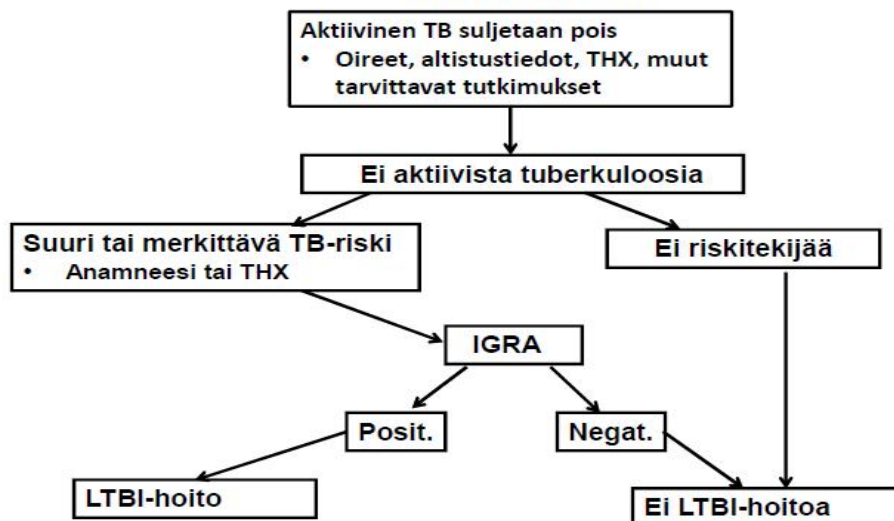 Aktiivinen TB suljetaan pois
• Oireet, altistustiedot, THX, muut
tarvittavat tutkimukset
Ei aktiivista tuberkuloosia
Suuri tai merkittävä TB-riski
• Anamneesi tai THX
Ei riskitekijää
IGRA
Posit.
Negat.
LTBI-hoito
Ei LTBI-hoitoa